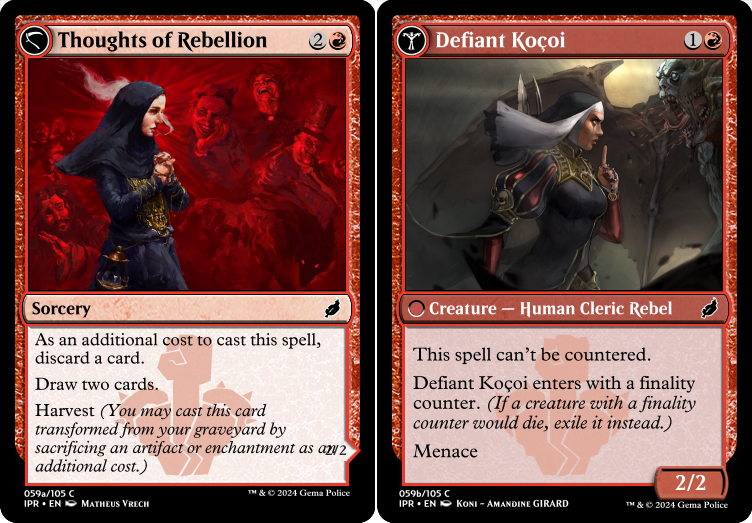 Thoughts of Rebellion 2
Sorcery
As an additional cost to cast this spell,
discard a card.
Draw two cards.
Harvest (You may cast this card
transformed from your graveyard by
sacrificing an artifact or enchantment as an
additional cost.)
2/2
059a/105 C
IPR • EN Matheus Vrech
™ & © 2024 Gema Police
Defiant Koçoi 1
Creature — Human Cleric Rebel
This spell can't be countered.
Defiant Koçoi enters with a finality
counter. (If a creature with a finality
counter would die, exile it instead.)
Menace
2/2
059b/105 C
IPR • EN Koni - Amandine GIRARD
™ & © 2024 Gema Police